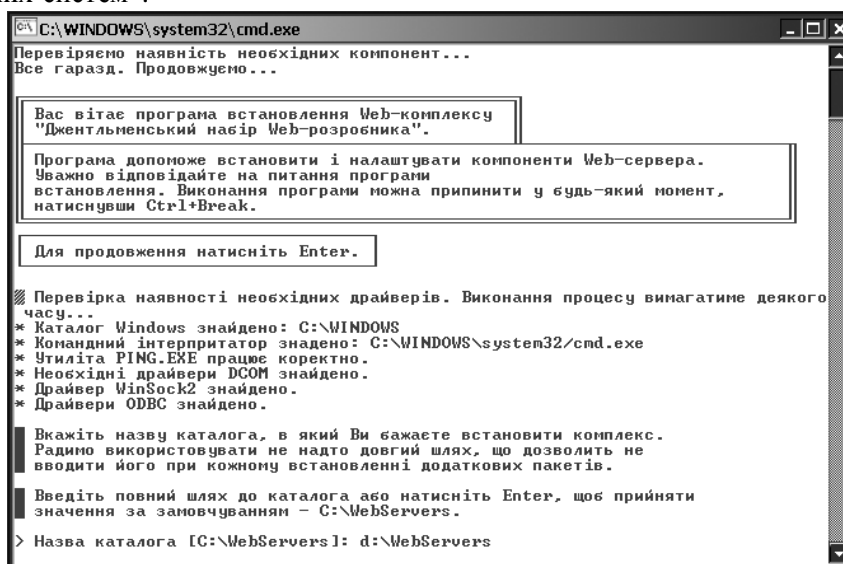 них систем .
C:\WINDOWS\system32\cmd.exe
Перевіряємо наявність необхідних компонент...
Все гаразд. Продовжуємо...
Вас вітає програма встановлення Web-комплексу
"Джентльменський набір Web-розробника".
Програма допоможе встановити і налаштувати компоненти Web-сервера.
Уважно відповідайте на питання програми
встановлення. Виконання програми можна припинити у будь-який момент,
натиснувши Ctrl+Break.
Для продовження натисніть Enter.
Перевірка наявності необхідних драйверів. Виконання процесу вимагатиме деякого
часу...
* Каталог Windows знайдено: C:\WINDOWS
* Командний інтерпритатор знадено: C:\WINDOWS\system32/cmd.exe
* Утиліта PING.EXE працює коректно.
* Необхідні драйвери DCOM знайдено.
* Драйвер WinSock2 знайдено.
* Драйвери ODBC знайдено.
Вкажіть назву каталога, в який Ви бажаєте встановити комплекс.
Радимо використовувати не надто довгий шлях, що дозволить не
вводити його при кожному встановленні додаткових пакетів.
Введіть повний шлях до каталога або натисніть Enter, щоб прийняти
значення за замовчуванням - C:\WebServers.
> Назва каталога [C:\WebServers]: d:\WebServers